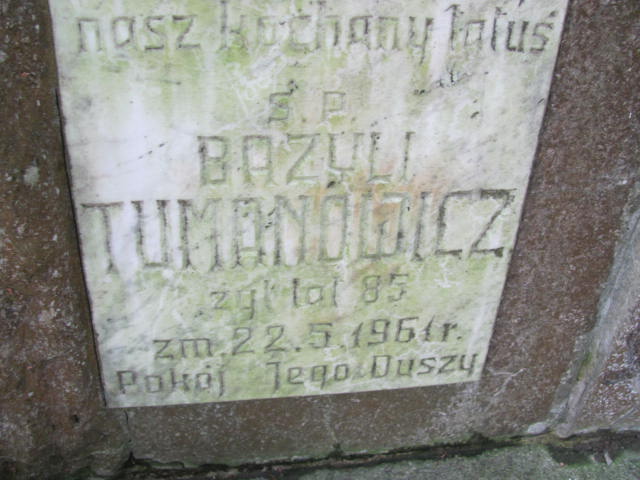 nasz kochany tatuś
Ś.P.
BAZYLI
TUMANOWICZ
żył lat 85
zm. 22.5.1961 r.
Pokój Jego Duszy